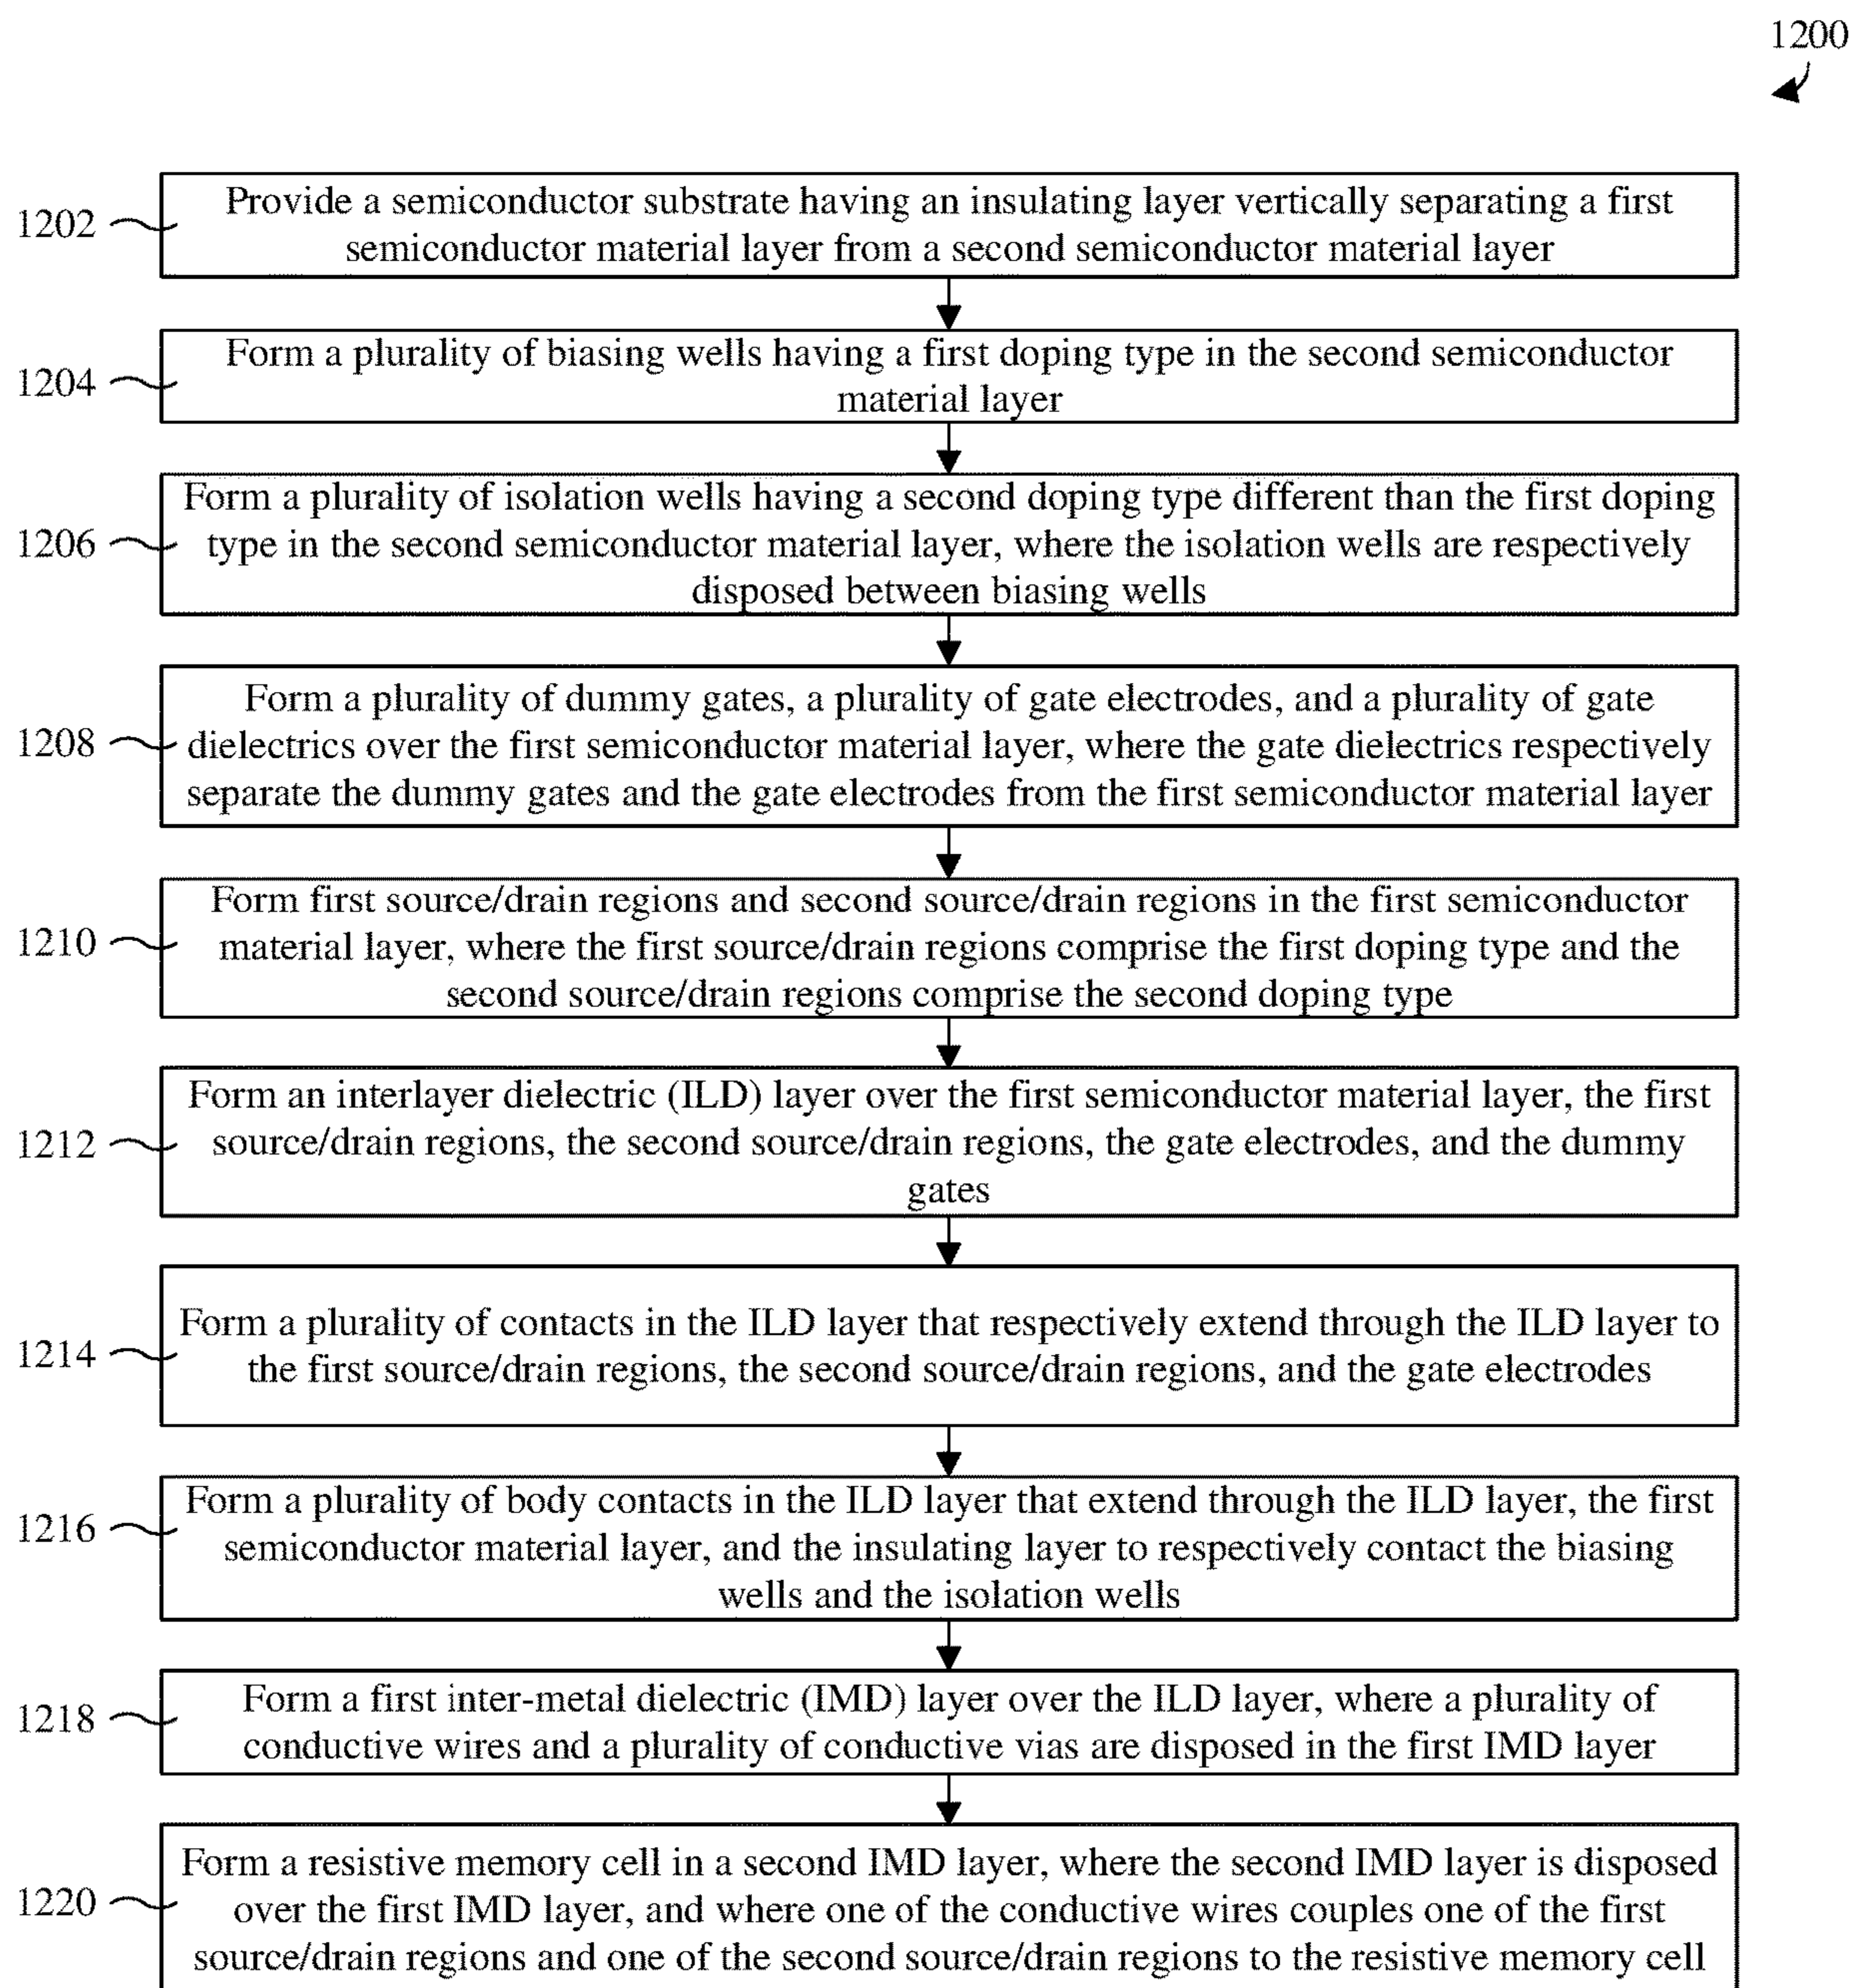 1200
1202
Provide a semiconductor substrate having an insulating layer vertically separating a first
semiconductor material layer from a second semiconductor material layer
1204
Form a plurality of biasing wells having a first doping type in the second semiconductor
material layer
1206
Form a plurality of isolation wells having a second doping type different than the first doping
type in the second semiconductor material layer, where the isolation wells are respectively
disposed between biasing wells
1208
Form a plurality of dummy gates, a plurality of gate electrodes, and a plurality of gate
dielectrics over the first semiconductor material layer, where the gate dielectrics respectively
separate the dummy gates and the gate electrodes from the first semiconductor material layer
1210
Form first source/drain regions and second source/drain regions in the first semiconductor
material layer, where the first source/drain regions comprise the first doping type and the
second source/drain regions comprise the second doping type
1212
Form an interlayer dielectric (ILD) layer over the first semiconductor material layer, the first
source/drain regions, the second source/drain regions, the gate electrodes, and the dummy
gates
1214
Form a plurality of contacts in the ILD layer that respectively extend through the ILD layer to
the first source/drain regions, the second source/drain regions, and the gate electrodes
1216
Form a plurality of body contacts in the ILD layer that extend through the ILD layer, the first
semiconductor material layer, and the insulating layer to respectively contact the biasing
wells and the isolation wells
1218
Form a first inter-metal dielectric (IMD) layer over the ILD layer, where a plurality of
conductive wires and a plurality of conductive vias are disposed in the first IMD layer
1220
Form a resistive memory cell in a second IMD layer, where the second IMD layer is disposed
over the first IMD layer, and where one of the conductive wires couples one of the first
source/drain regions and one of the second source/drain regions to the resistive memory cell